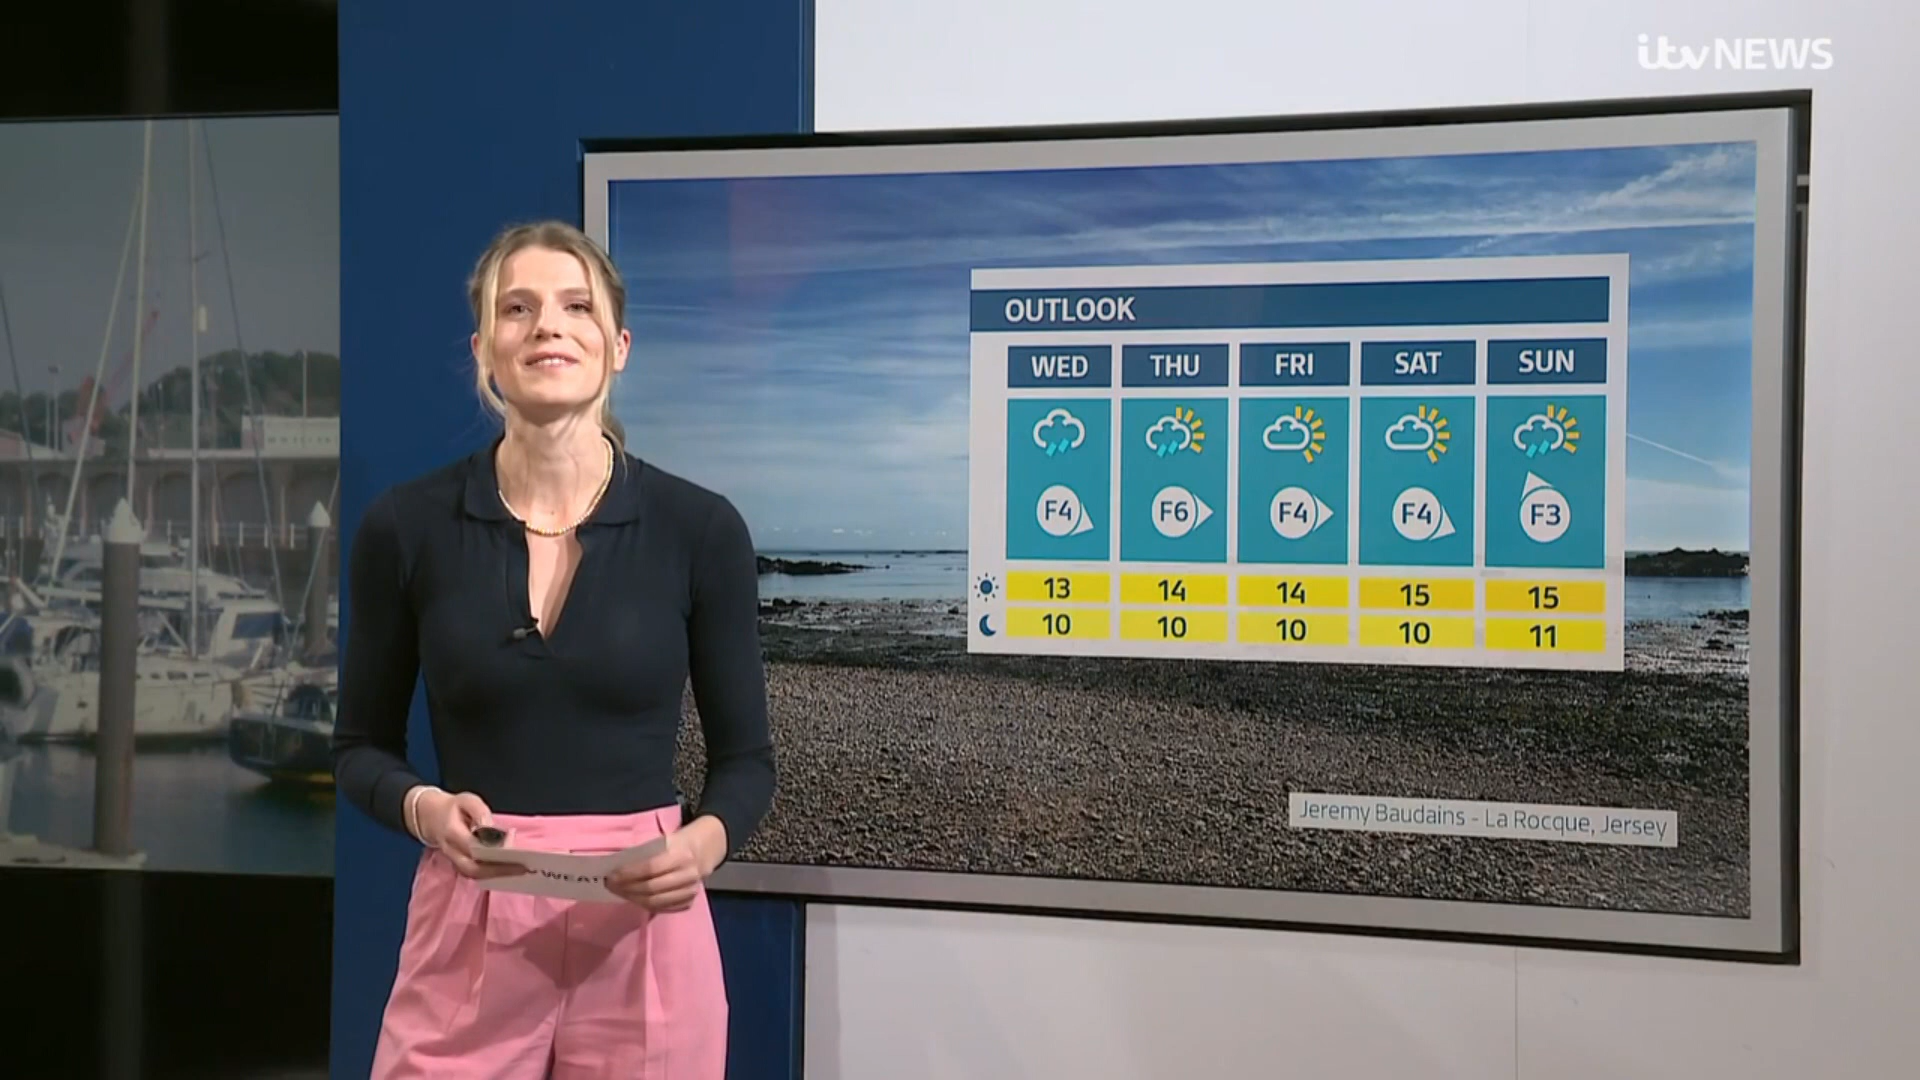 itv NEWS
OUTLOOK
WED THU FRI SAT SUN
F4 F6 F4 F4 F3
13 14 14 15 15
10 10 10 10 11
Jeremy Baudains - La Rocque, Jersey